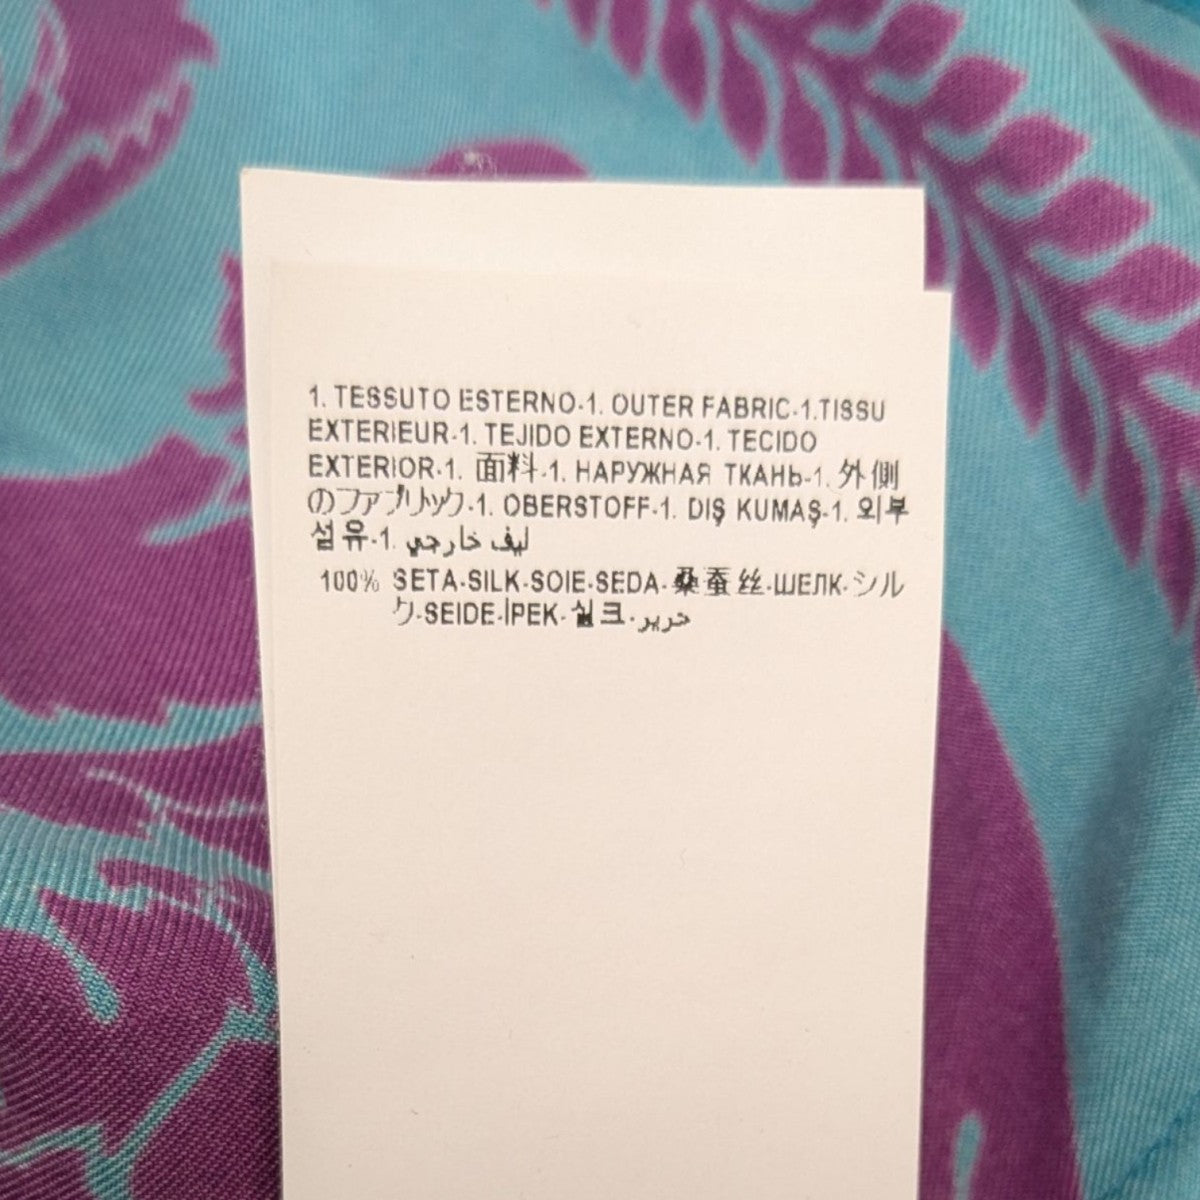 1. TESSUTO ESTERNO-1. OUTER FABRIC-1.TISSU
EXTERIEUR-1. TEJIDO EXTERNO-1. TECIDO
EXTERIOR-1. 面料-1. НАРУЖНАЯ ТКАНЬ-1. 外側
のファブリック-1. OBERSTOFF-1. DIŞ KUMAŞ-1. 외부
섬유-1. ليف خارجي
100% SETA-SILK-SOIE-SEDA-桑蚕丝-ШЕЛК-シル
ク-SEIDE-İPEK-실크-حرير